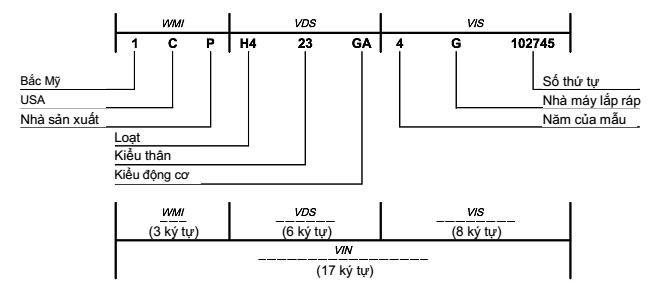 WMI VDS VIS
1 C P H4 23 GA 4 G 102745
Bắc Mỹ Số thứ tự
USA Nhà máy lắp ráp
Nhà sản xuất Năm của mẫu
Loạt
Kiểu thân
Kiểu động cơ
WMI VDS VIS
(3 ký tự) (6 ký tự) (8 ký tự)
VIN
(17 ký tự)